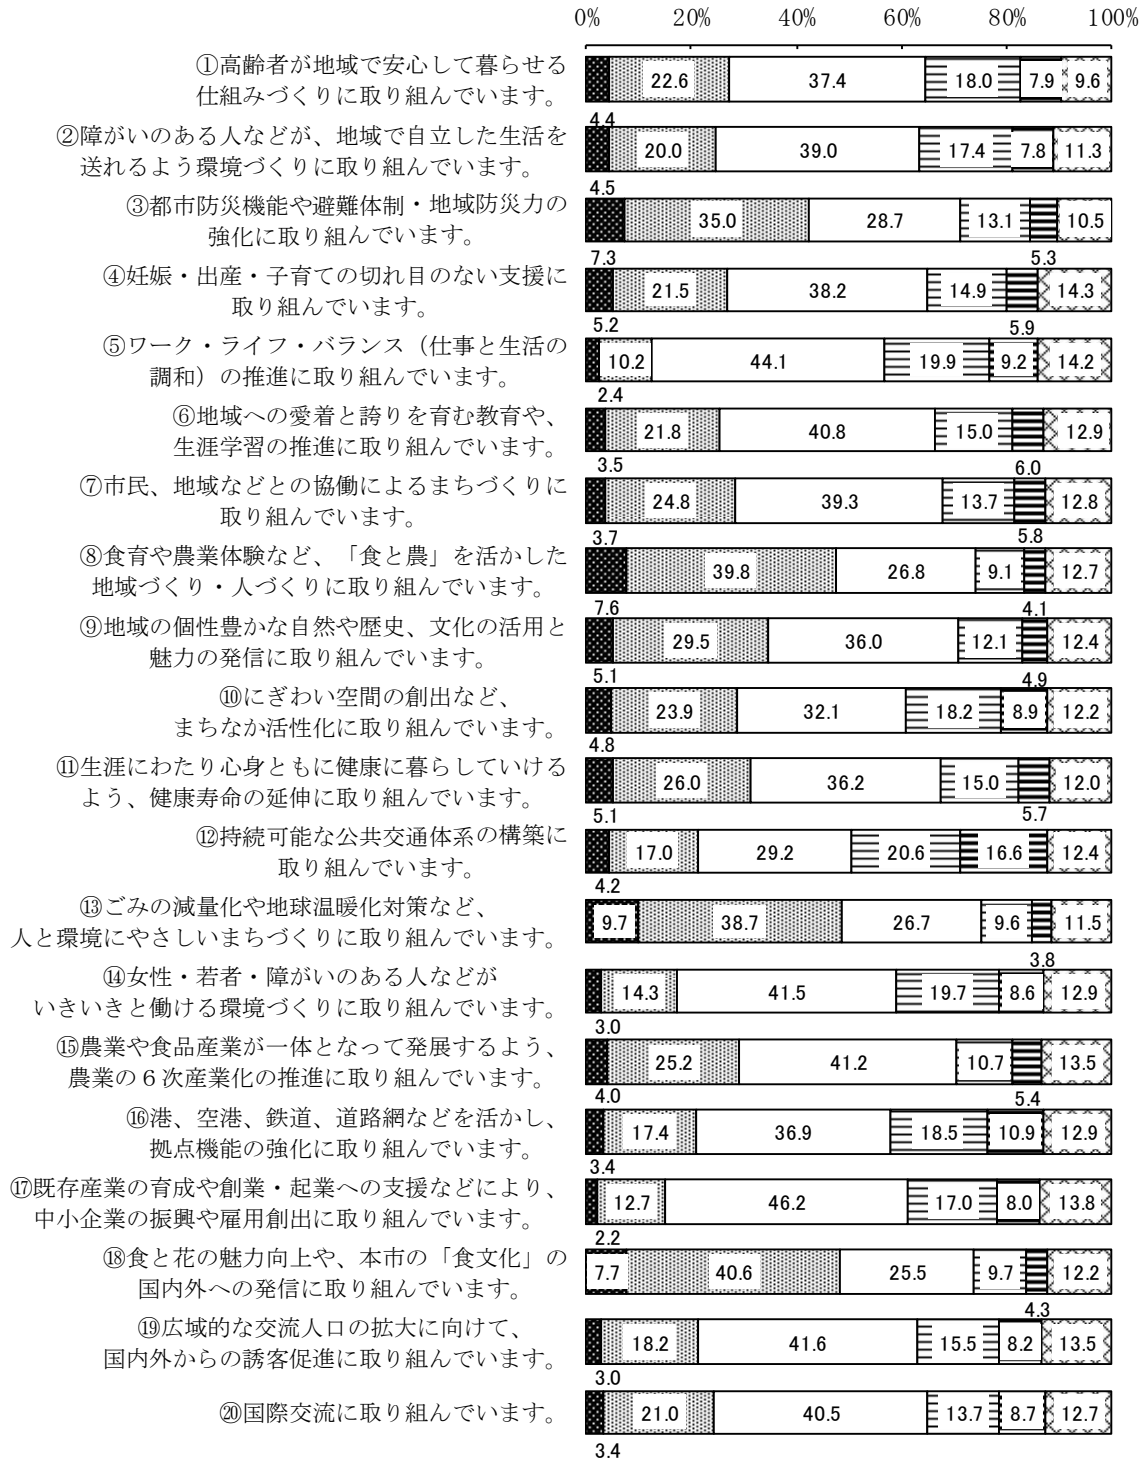 0% 20% 40% 60% 80% 100%
①高齢者が地域で安心して暮らせる
仕組みづくりに取り組んでいます。
22.6 37.4 18.0 7.9 9.6
4.4
②障がいのある人などが、地域で自立した生活を
送れるよう環境づくりに取り組んでいます。
20.0 39.0 17.4 7.8 11.3
4.5
③都市防災機能や避難体制・地域防災力の
強化に取り組んでいます。
35.0 28.7 13.1 10.5
7.3 5.3
④妊娠・出産・子育ての切れ目のない支援に
取り組んでいます。
21.5 38.2 14.9 14.3
5.2 5.9
⑤ワーク・ライフ・バランス（仕事と生活の
調和）の推進に取り組んでいます。
10.2 44.1 19.9 9.2 14.2
2.4
⑥地域への愛着と誇りを育む教育や、
生涯学習の推進に取り組んでいます。
21.8 40.8 15.0 12.9
3.5 6.0
⑦市民、地域などとの協働によるまちづくりに
取り組んでいます。
24.8 39.3 13.7 12.8
3.7 5.8
⑧食育や農業体験など、「食と農」を活かした
地域づくり・人づくりに取り組んでいます。
39.8 26.8 9.1 12.7
7.6 4.1
⑨地域の個性豊かな自然や歴史、文化の活用と
魅力の発信に取り組んでいます。
29.5 36.0 12.1 12.4
5.1 4.9
⑩にぎわい空間の創出など、
まちなか活性化に取り組んでいます。
23.9 32.1 18.2 8.9 12.2
4.8
⑪生涯にわたり心身ともに健康に暮らしていける
よう、健康寿命の延伸に取り組んでいます。
26.0 36.2 15.0 12.0
5.1 5.7
⑫持続可能な公共交通体系の構築に
取り組んでいます。
17.0 29.2 20.6 16.6 12.4
4.2
⑬ごみの減量化や地球温暖化対策など、
人と環境にやさしいまちづくりに取り組んでいます。
9.7 38.7 26.7 9.6 11.5
3.8
⑭女性・若者・障がいのある人などが
いきいきと働ける環境づくりに取り組んでいます。
14.3 41.5 19.7 8.6 12.9
3.0
⑮農業や食品産業が一体となって発展するよう、
農業の６次産業化の推進に取り組んでいます。
25.2 41.2 10.7 13.5
4.0 5.4
⑯港、空港、鉄道、道路網などを活かし、
拠点機能の強化に取り組んでいます。
17.4 36.9 18.5 10.9 12.9
3.4
⑰既存産業の育成や創業・起業への支援などにより、
中小企業の振興や雇用創出に取り組んでいます。
12.7 46.2 17.0 8.0 13.8
2.2
⑱食と花の魅力向上や、本市の「食文化」の
国内外への発信に取り組んでいます。
7.7 40.6 25.5 9.7 12.2
4.3
⑲広域的な交流人口の拡大に向けて、
国内外からの誘客促進に取り組んでいます。
18.2 41.6 15.5 8.2 13.5
3.0
⑳国際交流に取り組んでいます。
21.0 40.5 13.7 8.7 12.7
3.4